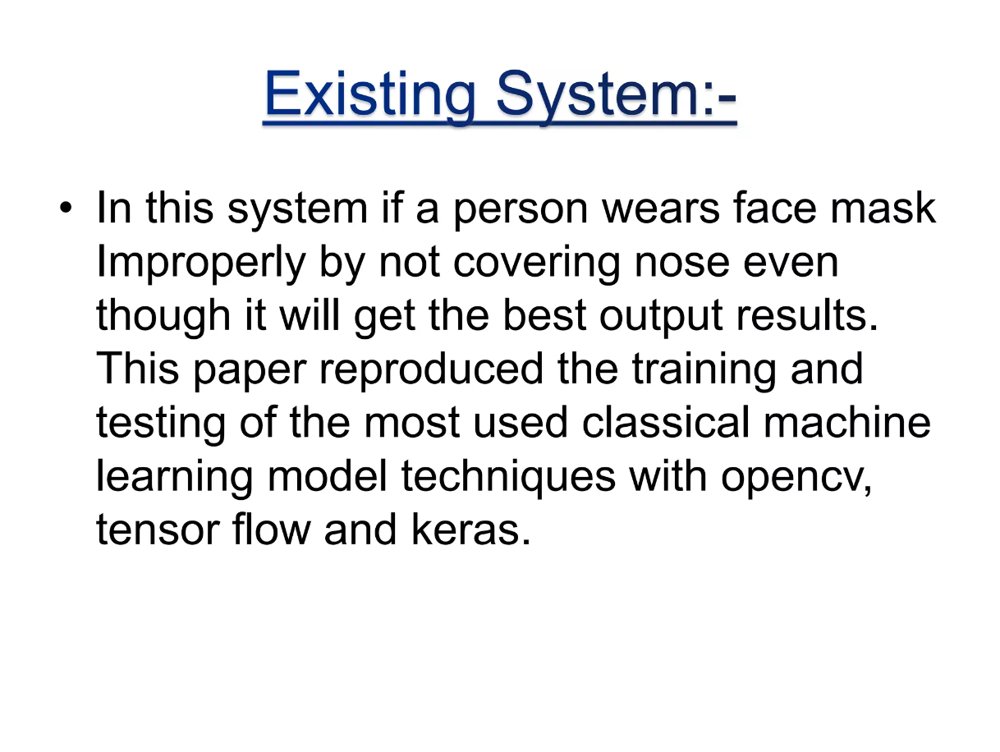 Existing System:-
• In this system if a person wears face mask
Improperly by not covering nose even
though it will get the best output results.
This paper reproduced the training and
testing of the most used classical machine
learning model techniques with opencv,
tensor flow and keras.